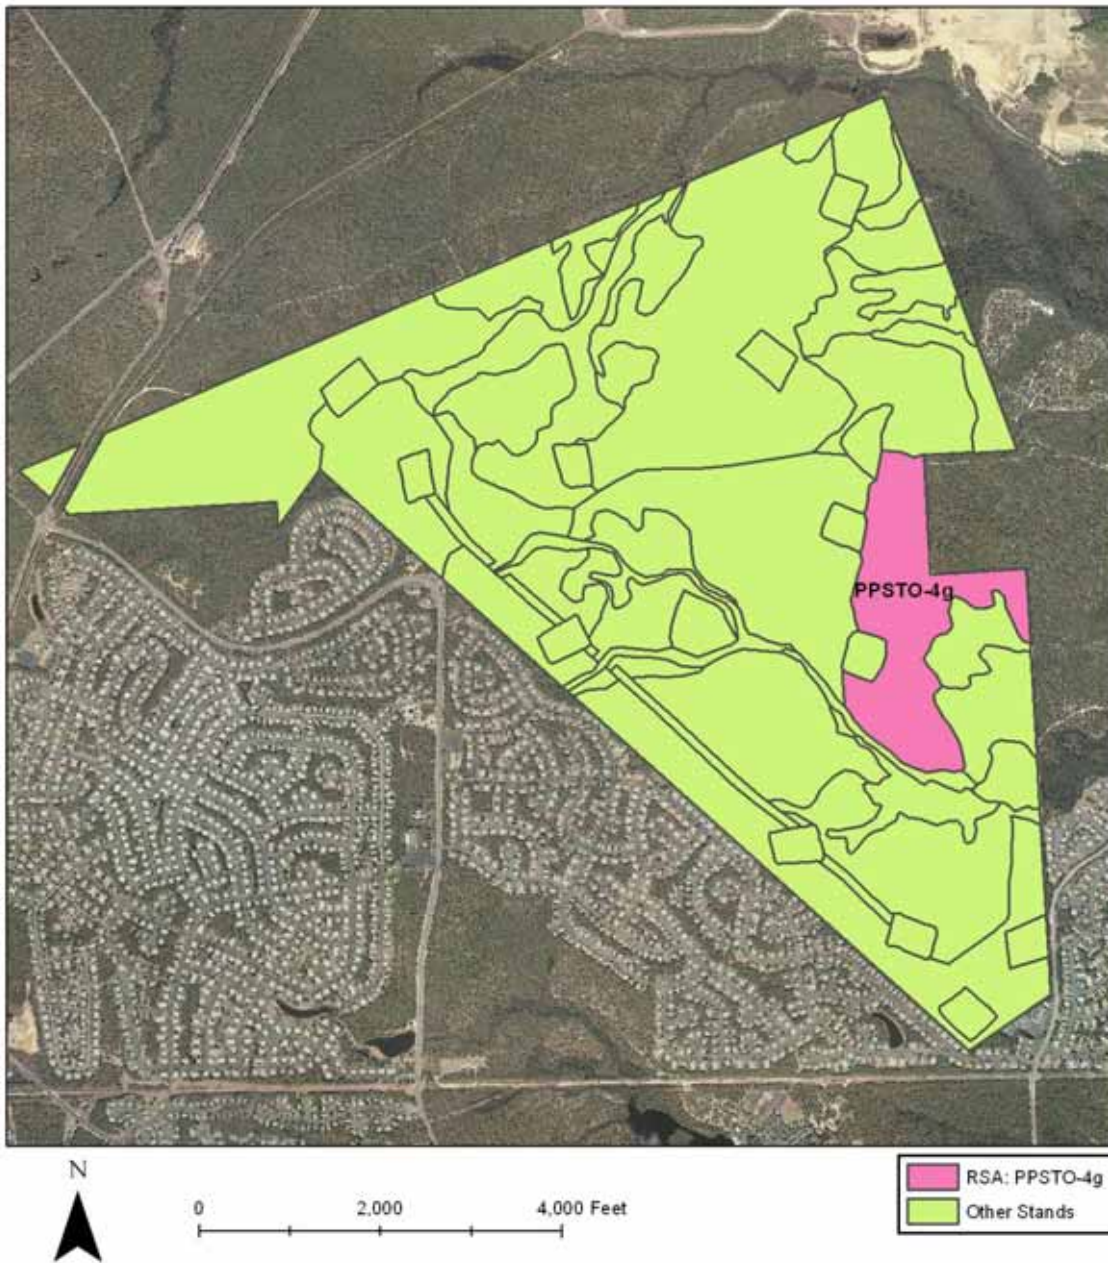 PPSTO-4g
N
0 2,000 4,000 Feet
RSA: PPSTO-4g
Other Stands